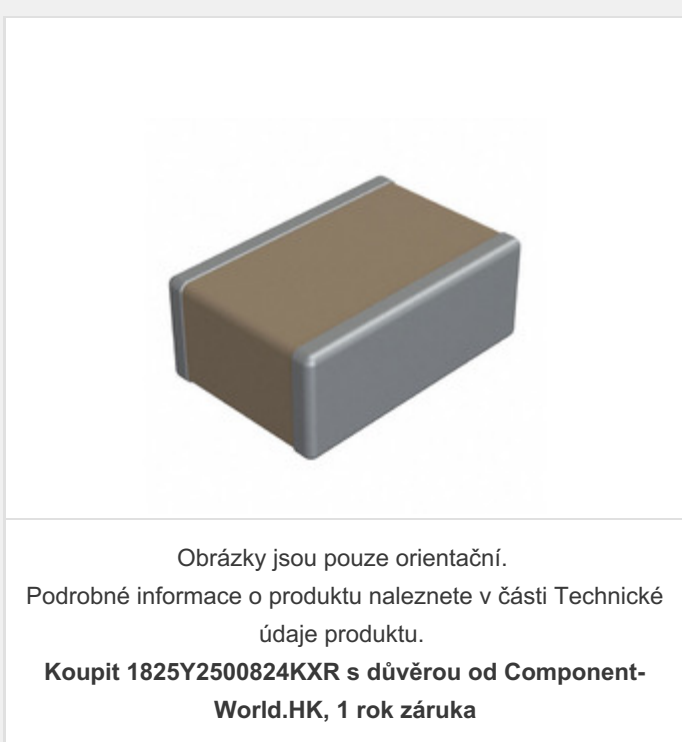 Obrázky jsou pouze orientační.
Podrobné informace o produktu naleznete v části Technické
údaje produktu.
Koupit 1825Y2500824KXR s důvěrou od Component-
World.HK, 1 rok záruka